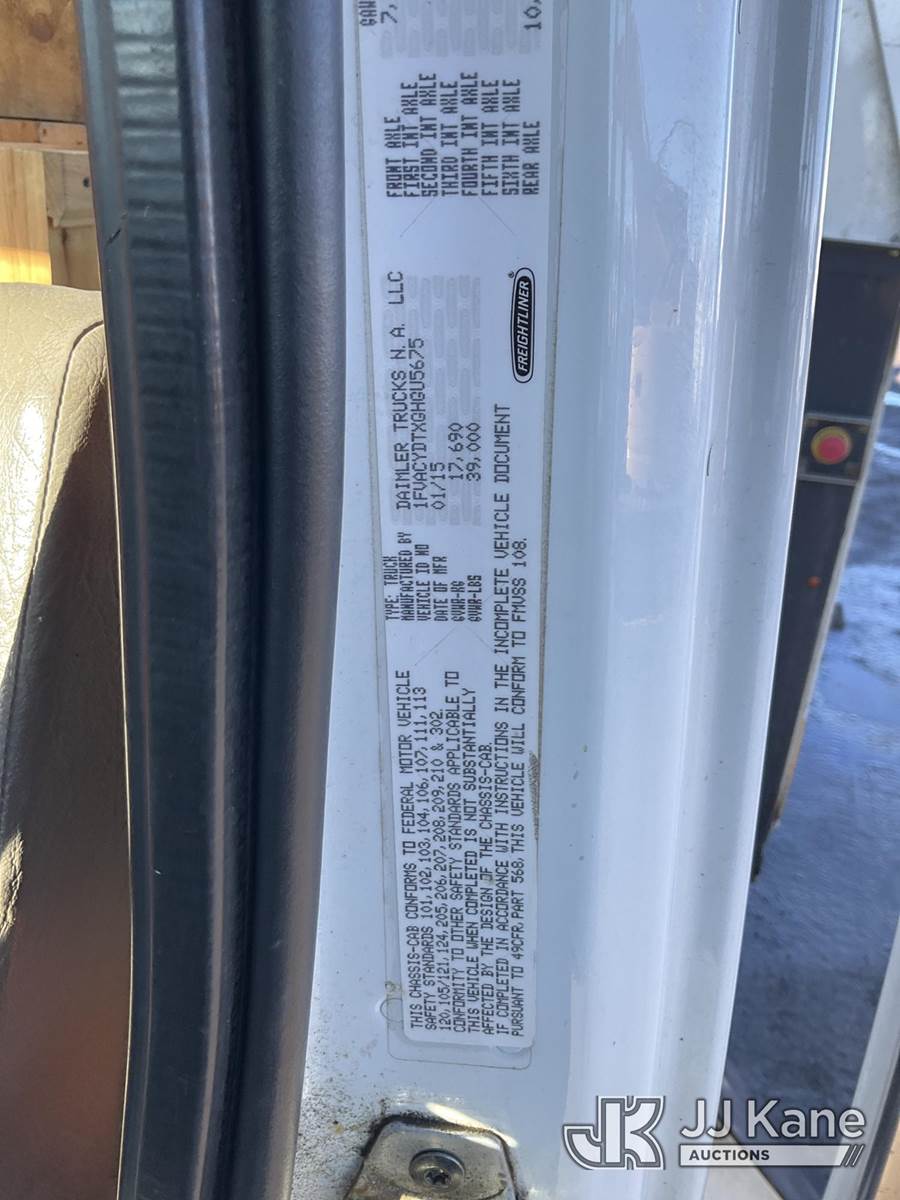 THIS CHASSIS-CAB CONFORMS TO FEDERAL MOTOR VEHICLE
SAFETY STANDARDS 101, 102, 103, 104, 106, 107, 111, 113
120, 105/121, 124, 205, 206, 207, 208, 209, 210 & 302.
CONFORMITY TO OTHER SAFETY STANDARDS APPLICABLE TO
THIS VEHICLE WHEN COMPLETED IS NOT SUBSTANTIALLY
AFFECTED BY THE DESIGN OF THE CHASSIS-CAB.
IF COMPLETED IN ACCORDANCE WITH INSTRUCTIONS IN THE INCOMPLETE VEHICLE DOCUMENT
PURSUANT TO 49CFR, PART 568, THIS VEHICLE WILL CONFORM TO FMVSS 108.
TYPE: TRUCK
MANUFACTURED BY DAIMLER TRUCKS N.A. LLC
VEHICLE ID NO 1FVACYDTXGHGU5675
DATE OF MFR 01/15
GVWR-KG 17,690
GVWR-LBS 39,000
FREIGHTLINER®
GAW
FRONT AXLE 7,
FIRST INT AXLE
SECOND INT AXLE
THIRD INT AXLE
FOURTH INT AXLE
FIFTH INT AXLE
SIXTH INT AXLE
REAR AXLE 10,
JK JJ Kane
AUCTIONS